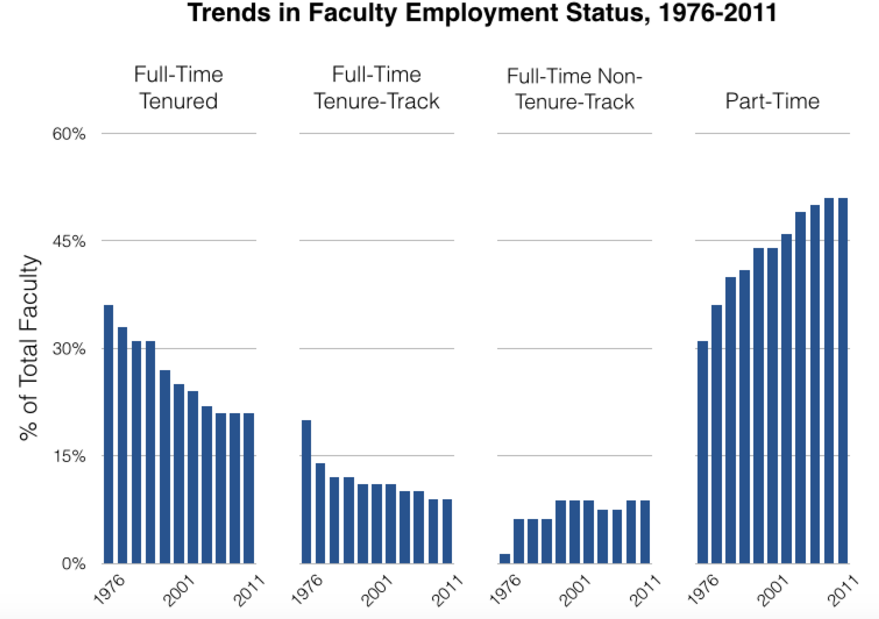 Trends in Faculty Employment Status, 1976-2011
Full-Time
Tenured
Full-Time
Tenure-Track
Full-Time Non-
Tenure-Track
Part-Time
60%
45%
30%
15%
0%
% of Total Faculty
1976
2001
2011
1976
2001
2011
1976
2001
2011
1976
2001
2011